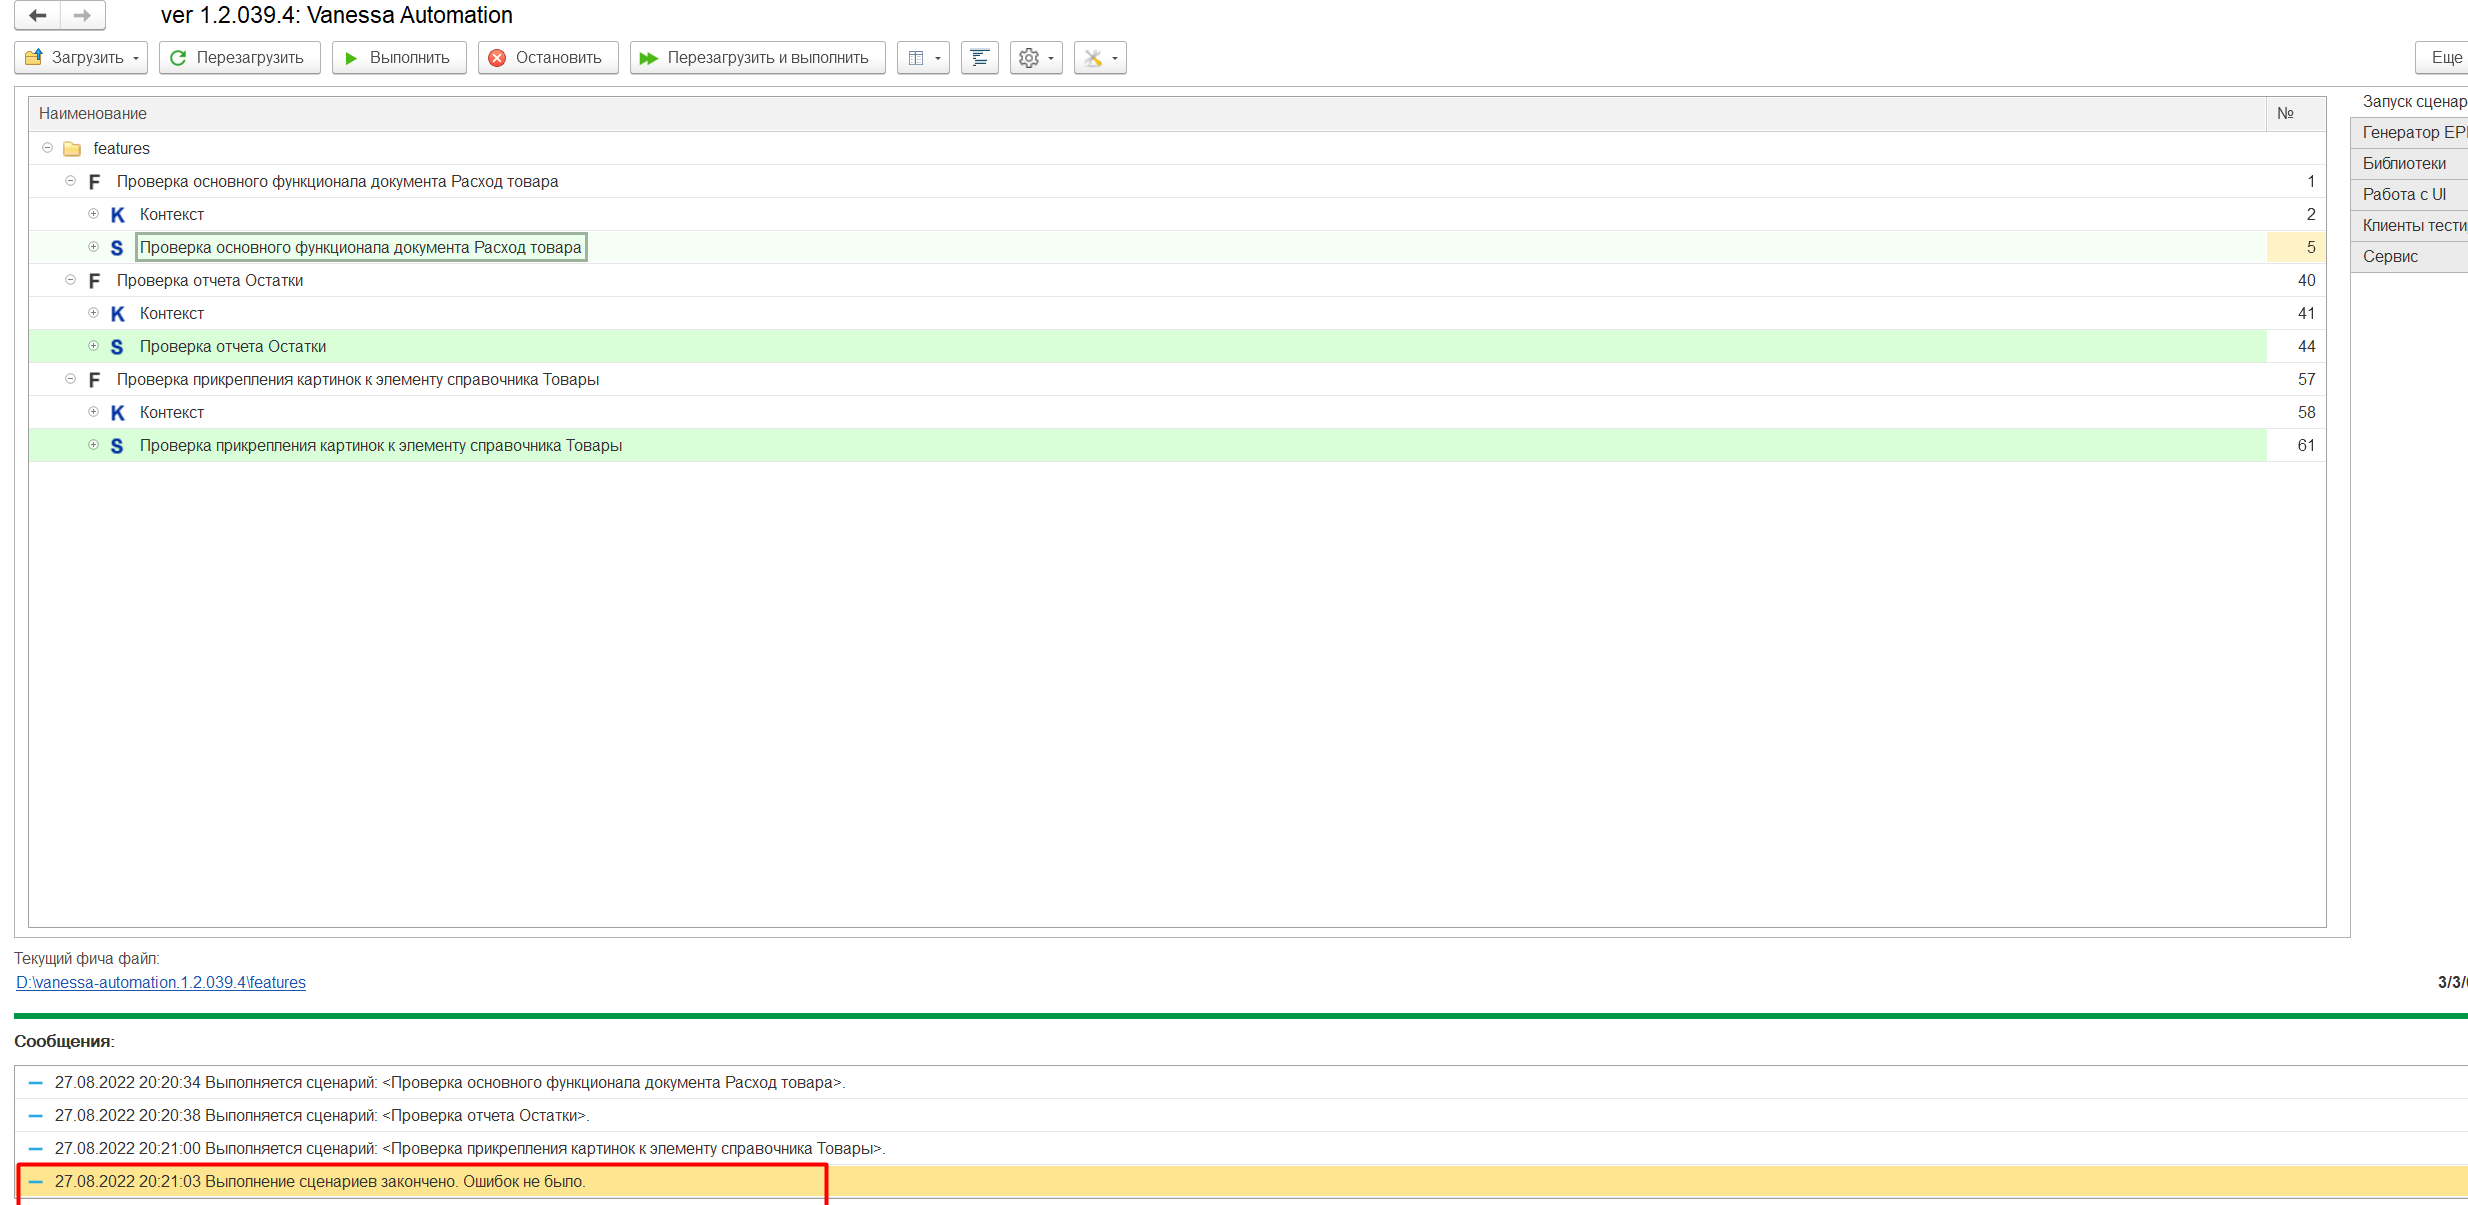 ver 1.2.039.4: Vanessa Automation
Загрузить Перезагрузить Выполнить Остановить Перезагрузить и выполнить Еще
Наименование №
features
F Проверка основного функционала документа Расход товара 1
K Контекст 2
S Проверка основного функционала документа Расход товара 5
F Проверка отчета Остатки 40
K Контекст 41
S Проверка отчета Остатки 44
F Проверка прикрепления картинок к элементу справочника Товары 57
K Контекст 58
S Проверка прикрепления картинок к элементу справочника Товары 61
Запуск сценар
Генератор EP
Библиотеки
Работа с UI
Клиенты тести
Сервис
Текущий фича файл:
D:\vanessa-automation.1.2.039.4\features
3/3/
Сообщения:
27.08.2022 20:20:34 Выполняется сценарий: <Проверка основного функционала документа Расход товара>.
27.08.2022 20:20:38 Выполняется сценарий: <Проверка отчета Остатки>.
27.08.2022 20:21:00 Выполняется сценарий: <Проверка прикрепления картинок к элементу справочника Товары>.
27.08.2022 20:21:03 Выполнение сценариев закончено. Ошибок не было.